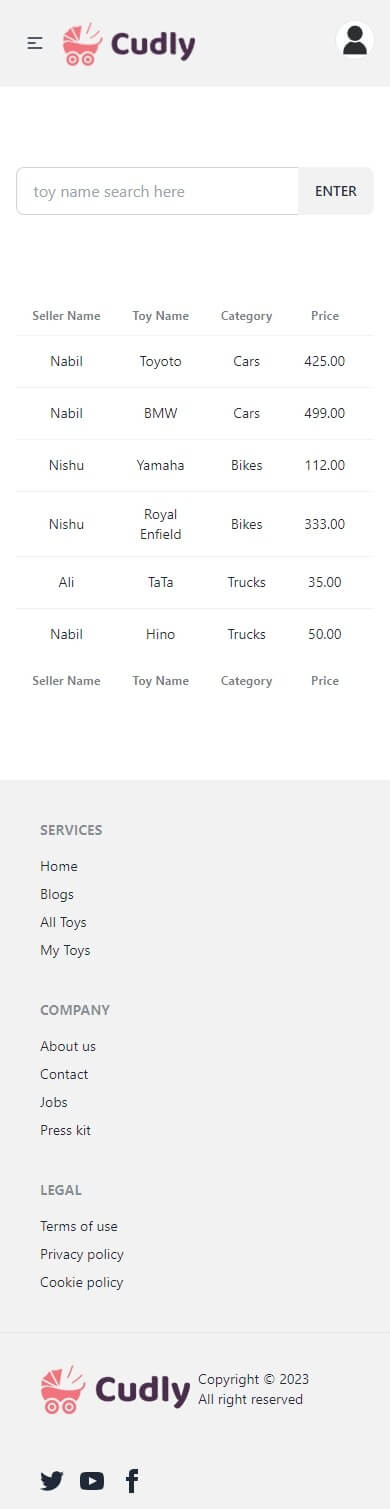 Cudly
toy name search here ENTER
Seller Name Toy Name Category Price
Nabil Toyoto Cars 425.00
Nabil BMW Cars 499.00
Nishu Yamaha Bikes 112.00
Nishu Royal Enfield Bikes 333.00
Ali TaTa Trucks 35.00
Nabil Hino Trucks 50.00
Seller Name Toy Name Category Price
SERVICES
Home
Blogs
All Toys
My Toys
COMPANY
About us
Contact
Jobs
Press kit
LEGAL
Terms of use
Privacy policy
Cookie policy
Cudly
Copyright © 2023
All right reserved